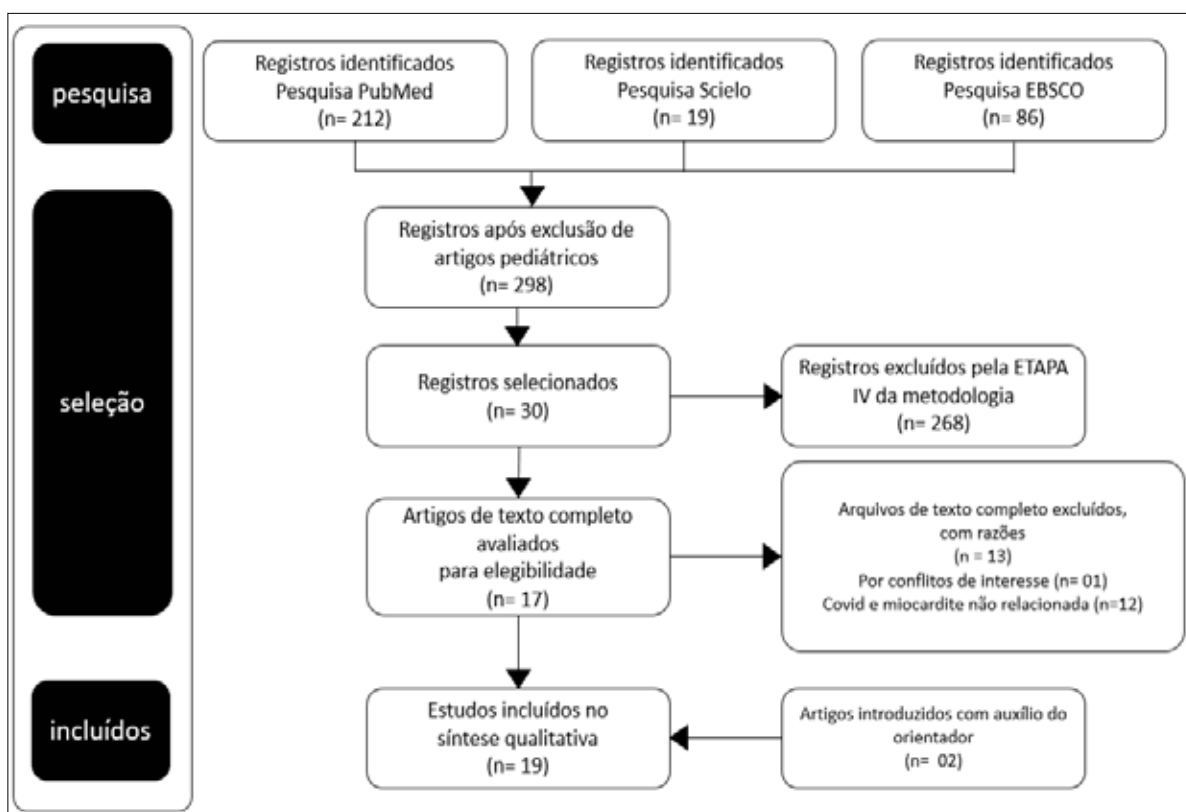 pesquisa
Registros identificados
Pesquisa PubMed
(n= 212)
Registros identificados
Pesquisa Scielo
(n= 19)
Registros identificados
Pesquisa EBSCO
(n= 86)
seleção
Registros após exclusão de
artigos pediátricos
(n= 298)
Registros selecionados
(n= 30)
Registros excluídos pela ETAPA
IV da metodologia
(n= 268)
Artigos de texto completo
avaliados
para elegibilidade
(n= 17)
Arquivos de texto completo excluídos,
com razões
(n = 13)
Por conflitos de interesse (n= 01)
Covid e miocardite não relacionada (n=12)
incluídos
Estudos incluídos no
síntese qualitativa
(n= 19)
Artigos introduzidos com auxílio do
orientador
(n=  02)